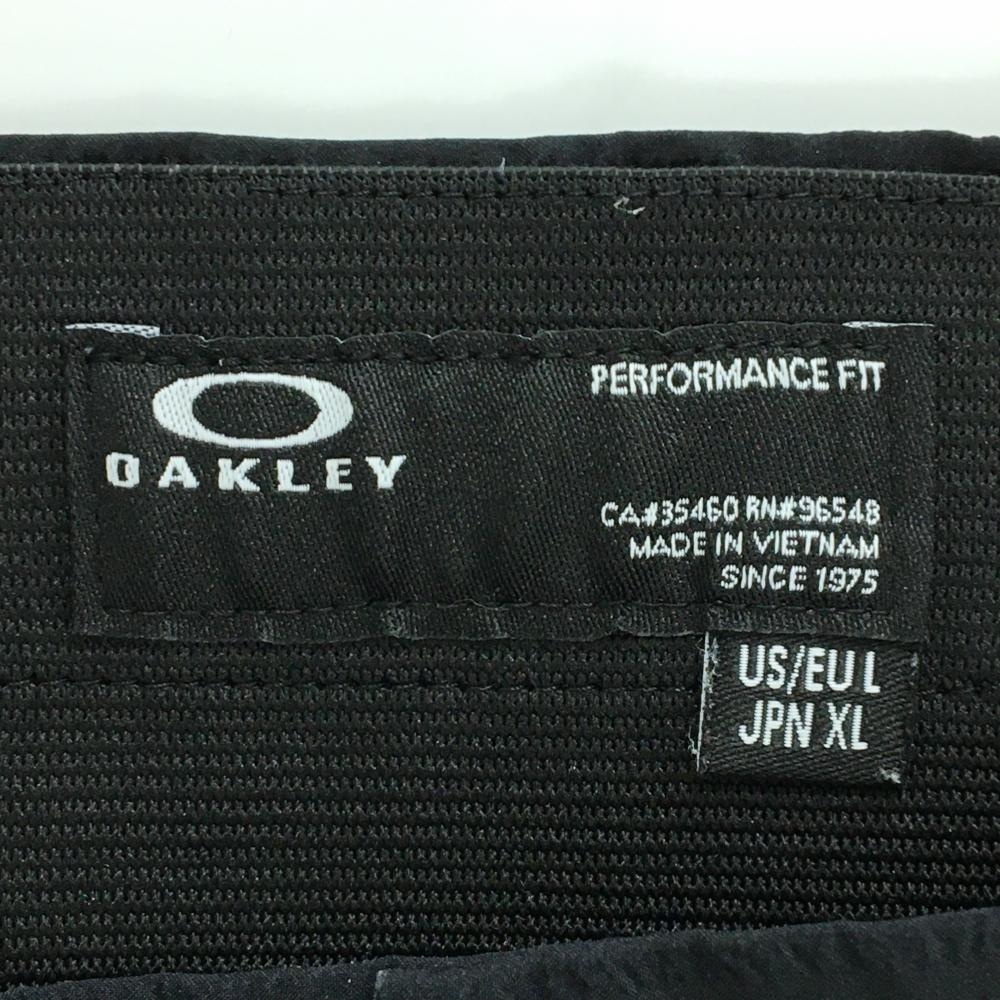 OAKLEY
PERFORMANCE FIT
CA#35460 RN#96548
MADE IN VIETNAM
SINCE 1975
US/EU L
JPN XL